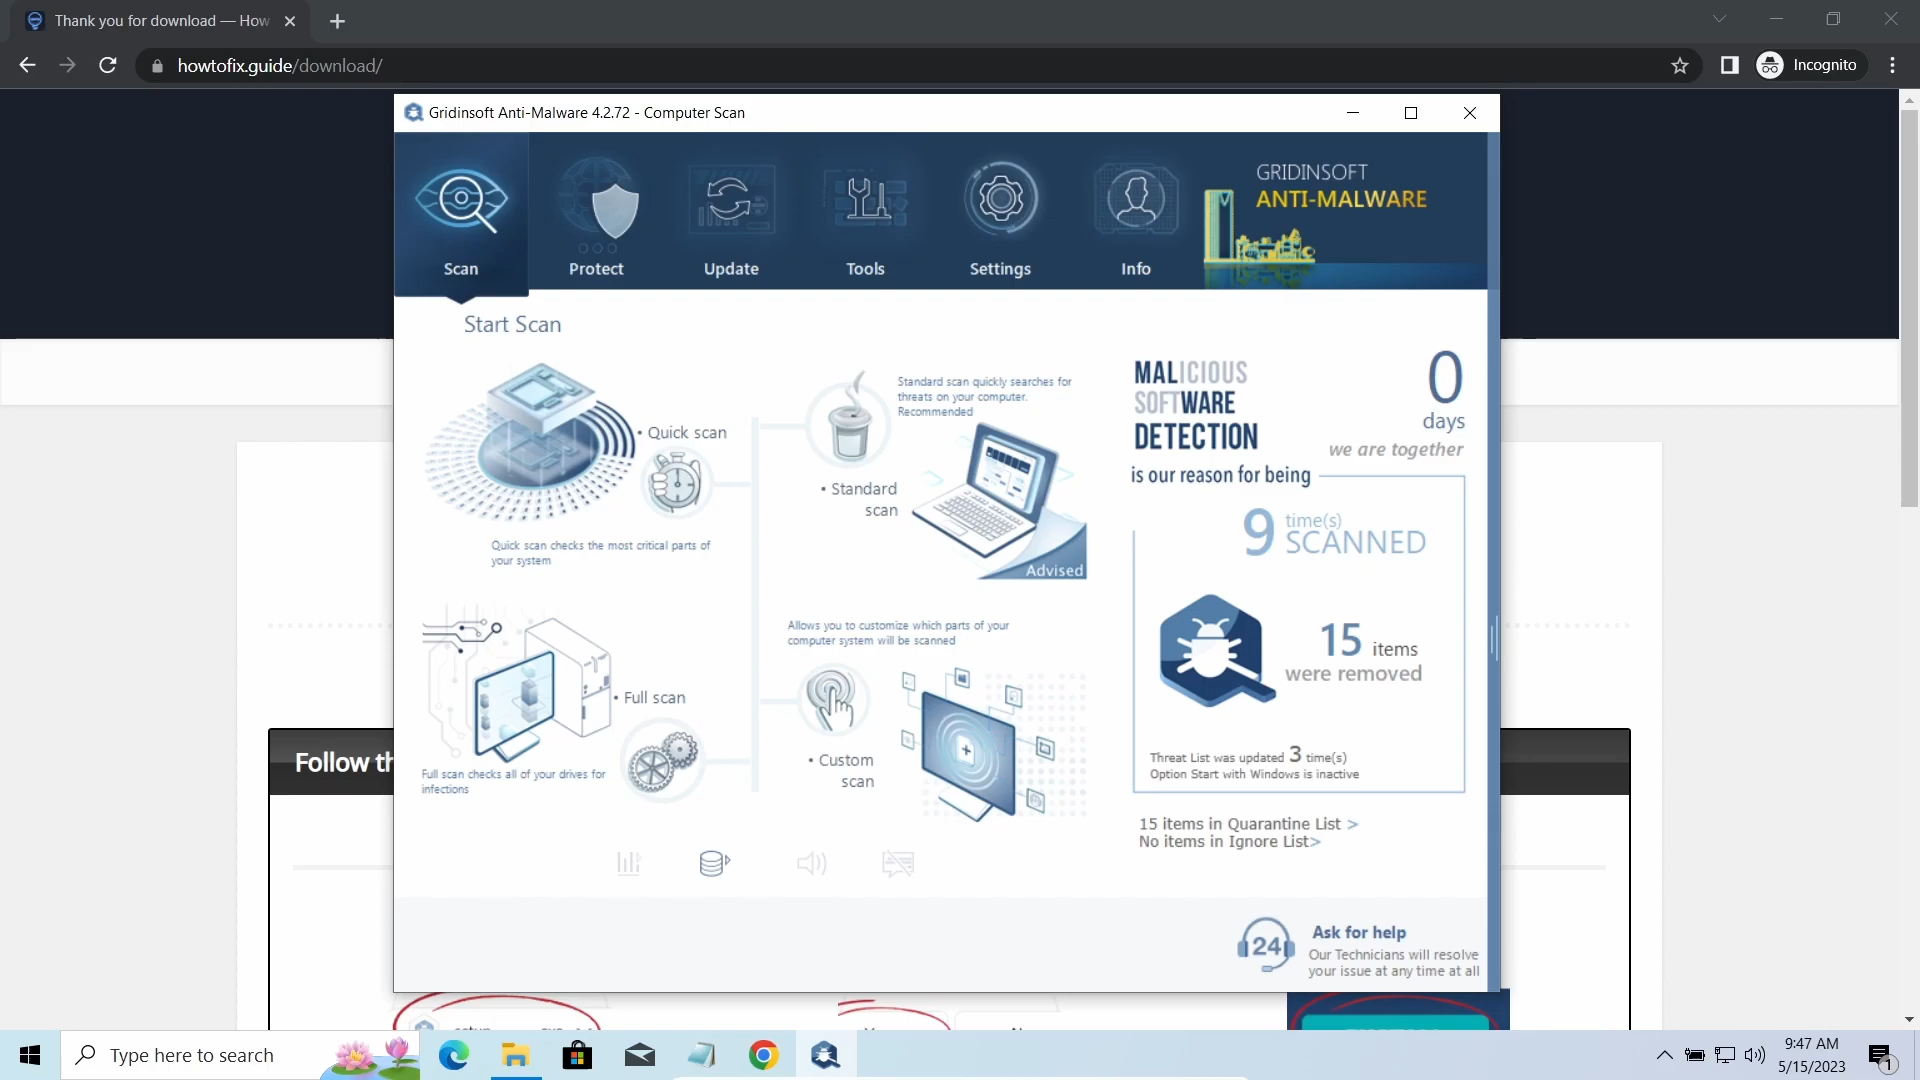 Thank you for download — How
howtofix.guide/download/
Incognito
Gridinsoft Anti-Malware 4.2.72 - Computer Scan
Scan
Protect
Update
Tools
Settings
Info
GRIDINSOFT
ANTI-MALWARE
Start Scan
• Quick scan
Quick scan checks the most critical parts of
your system
Standard scan quickly searches for
threats on your computer.
Recommended
• Standard
scan
Advised
• Full scan
Full scan checks all of your drives for
infections
Allows you to customize which parts of your
computer system will be scanned
• Custom
scan
MALICIOUS
SOFTWARE
DETECTION
is our reason for being
0
days
we are together
9 time(s)
SCANNED
15 items
were removed
Threat List was updated 3 time(s)
Option Start with Windows is inactive
15 items in Quarantine List >
No items in Ignore List>
24
Ask for help
Our Technicians will resolve
your issue at any time at all
Follow th
Type here to search
9:47 AM
5/15/2023
1